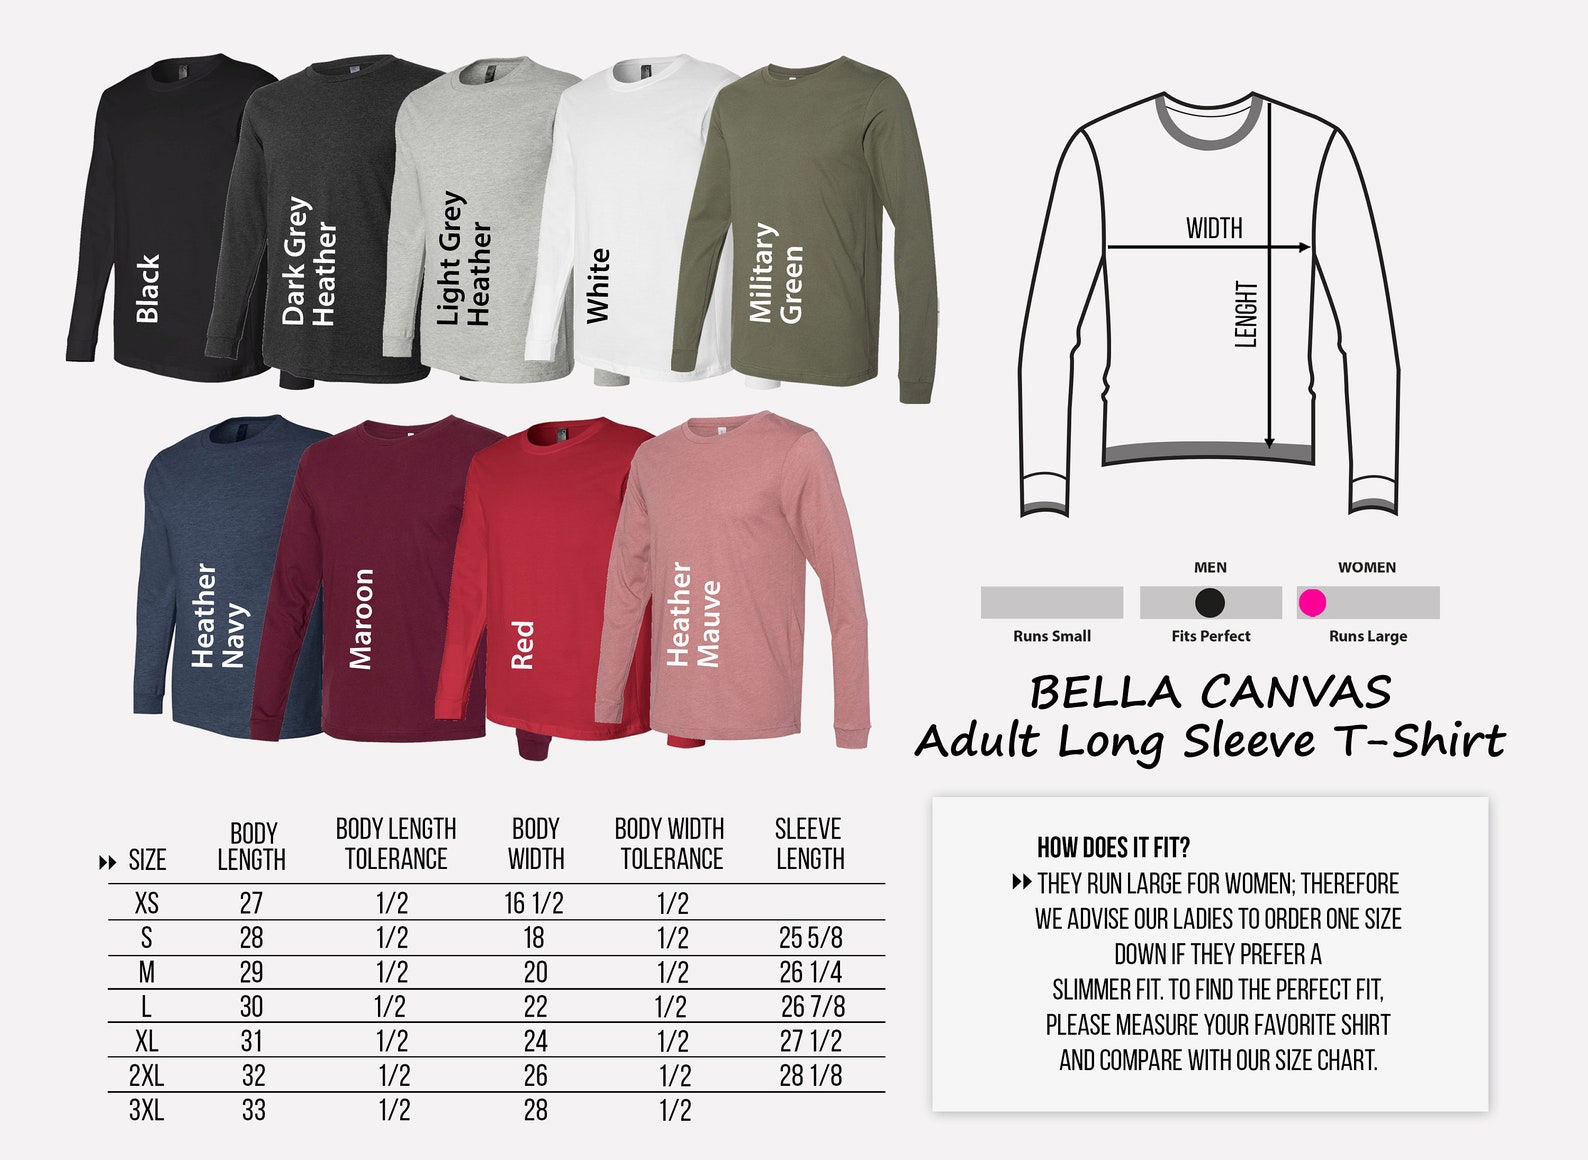 Black
Dark Grey
Heather
Light Grey
Heather
White
Military
Green
Heather
Navy
Maroon
Red
Heather
Mauve
WIDTH
LENGHT
MEN
WOMEN
Runs Small
Fits Perfect
Runs Large
BELLA CANVAS
Adult Long Sleeve T-Shirt
SIZE BODY LENGTH BODY LENGTH TOLERANCE BODY WIDTH BODY WIDTH TOLERANCE SLEEVE LENGTH
XS 27 1/2 16 1/2 1/2
S 28 1/2 18 1/2 25 5/8
M 29 1/2 20 1/2 26 1/4
L 30 1/2 22 1/2 26 7/8
XL 31 1/2 24 1/2 27 1/2
2XL 32 1/2 26 1/2 28 1/8
3XL 33 1/2 28 1/2
HOW DOES IT FIT?
THEY RUN LARGE FOR WOMEN; THEREFORE
WE ADVISE OUR LADIES TO ORDER ONE SIZE
DOWN IF THEY PREFER A
SLIMMER FIT. TO FIND THE PERFECT FIT,
PLEASE MEASURE YOUR FAVORITE SHIRT
AND COMPARE WITH OUR SIZE CHART.